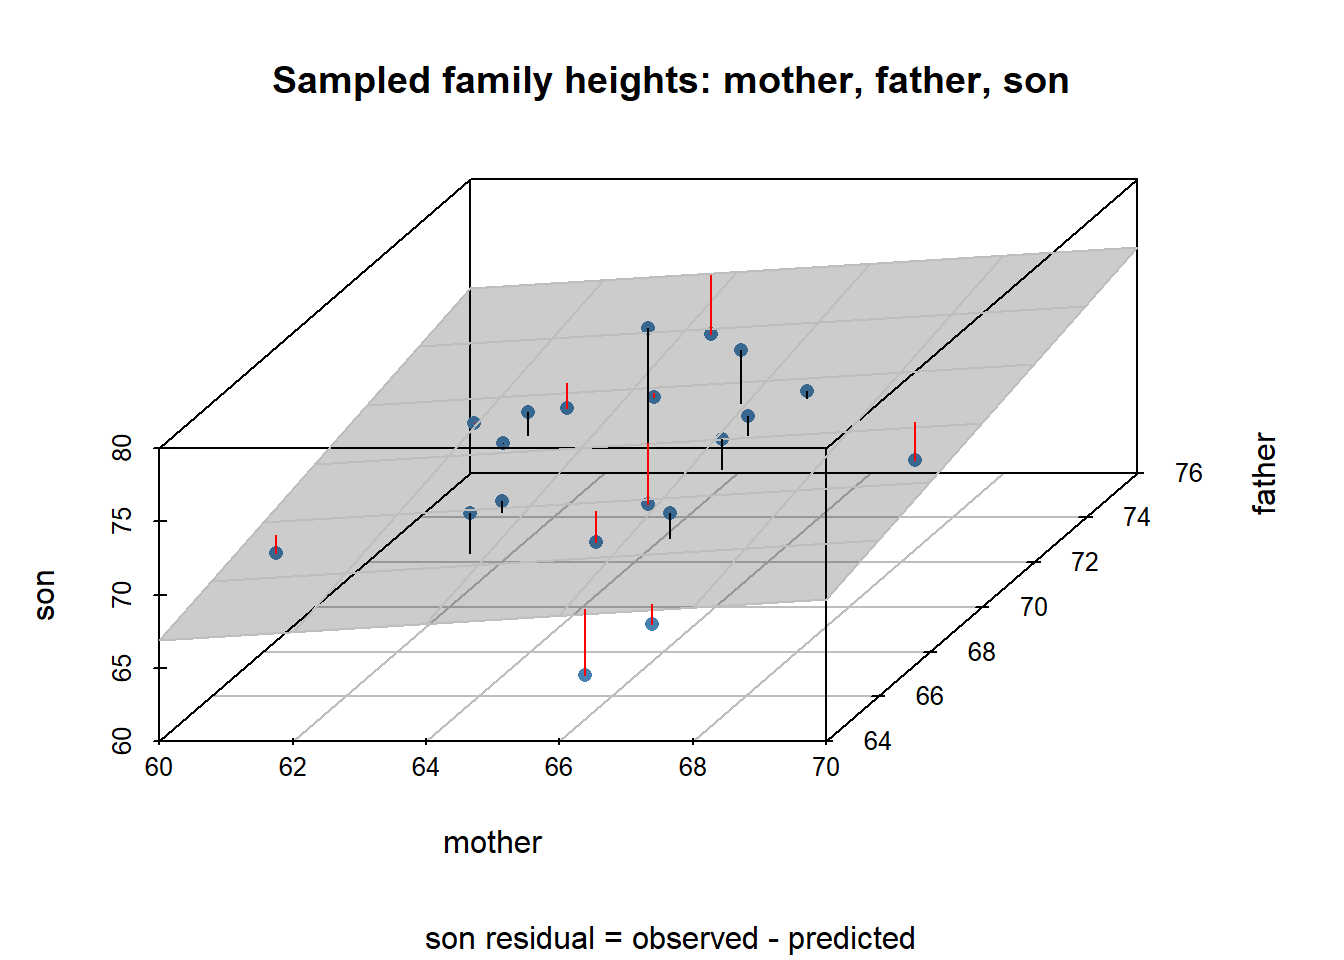 Sampled family heights: mother, father, son
80
75
70
65
60
son
60 62 64 66 68 70
mother
76
74
72
70
68
66
64
father
son residual = observed - predicted